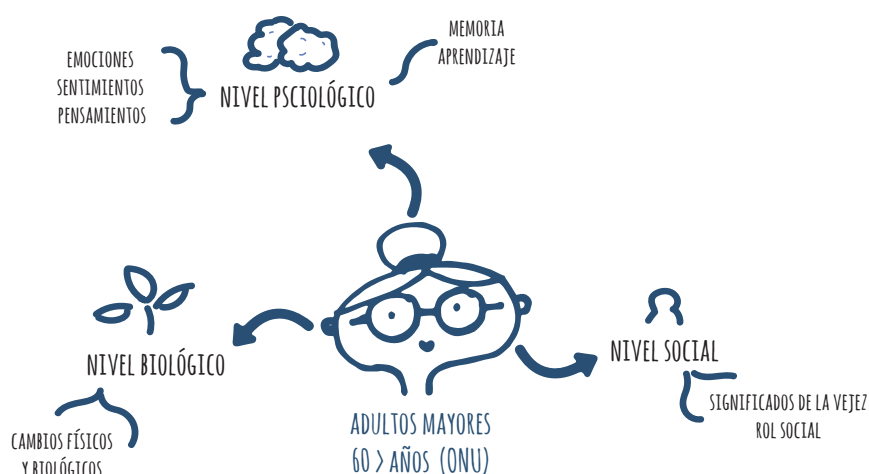 MEMORIA
APRENDIZAJE
EMOCIONES
SENTIMIENTOS
PENSAMIENTOS
NIVEL PSCIOLÓGICO
NIVEL BIOLÓGICO
CAMBIOS FÍSICOS
Y BIOLÓGICOS
NIVEL SOCIAL
SIGNIFICADOS DE LA VEJEZ
ROL SOCIAL
ADULTOS MAYORES
60 > AÑOS (ONU)